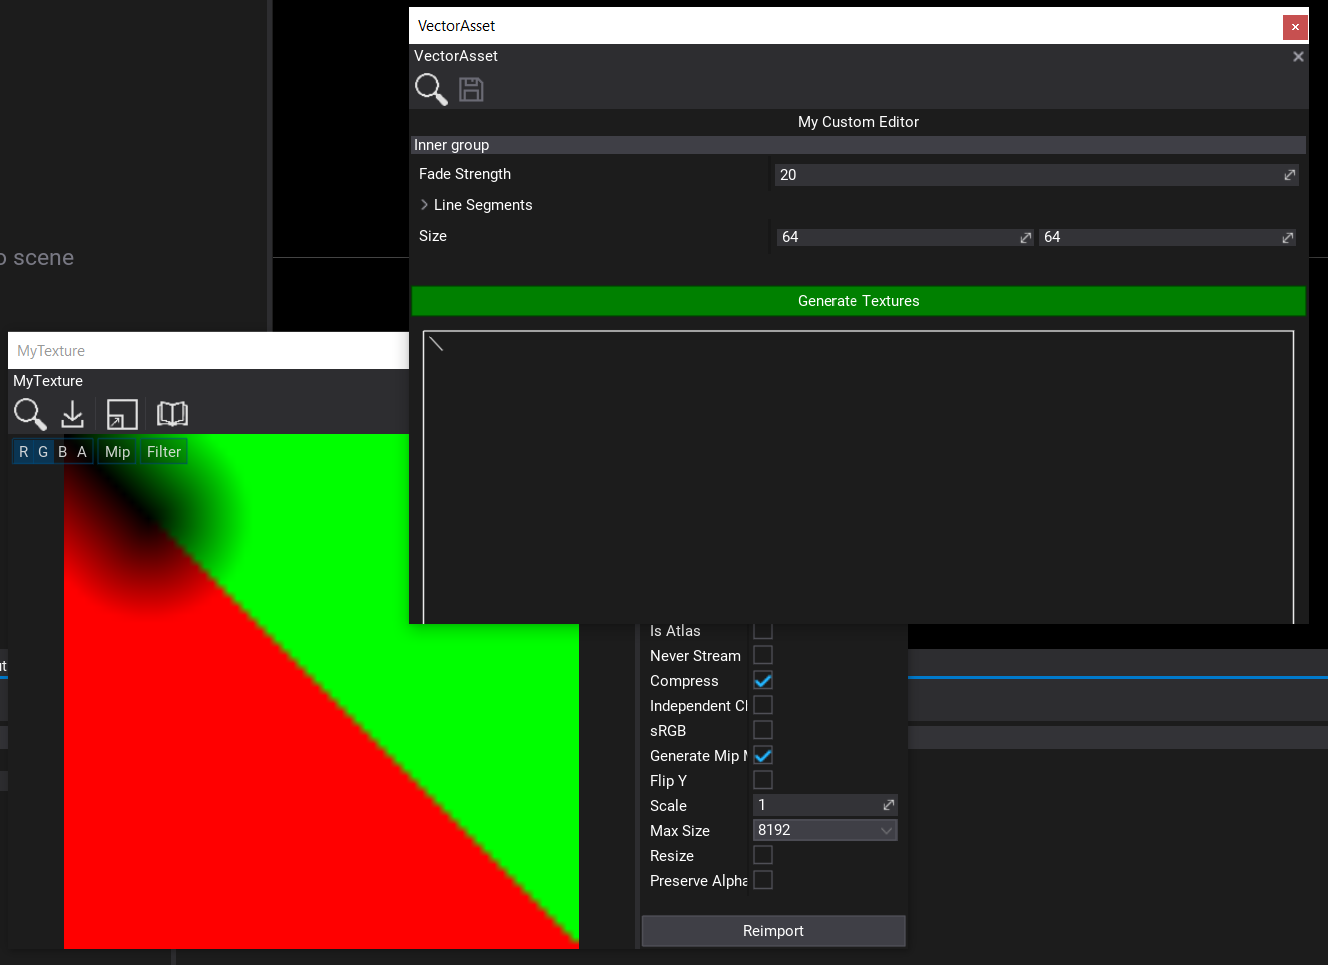 VectorAsset
VectorAsset
My Custom Editor
Inner group
Fade Strength 20
Line Segments
Size 64 64
Generate Textures
scene
MyTexture
MyTexture
R G B A Mip Filter
Is Atlas
Never Stream
Compress
Independent
sRGB
Generate Mip
Flip Y
Scale 1
Max Size 8192
Resize
Preserve Alpha
Reimport